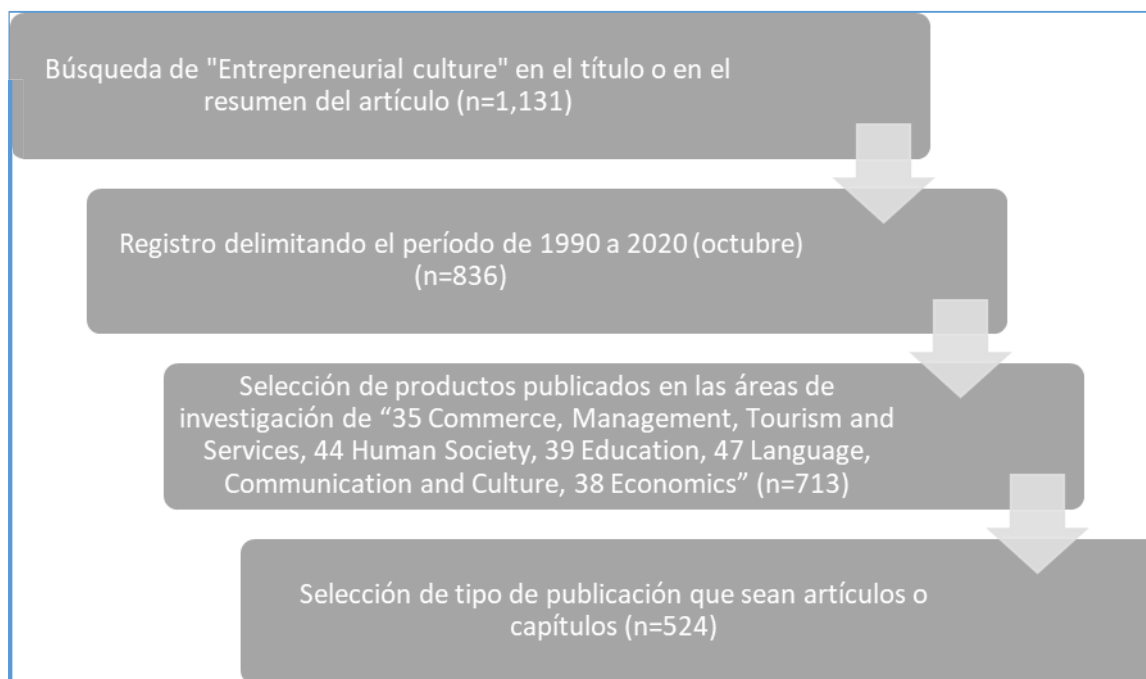 Búsqueda de "Entrepreneurial culture" en el título o en el
resumen del artículo (n=1,131)
Registro delimitando el período de 1990 a 2020 (octubre)
(n=836)
Selección de productos publicados en las áreas de
investigación de “35 Commerce, Management, Tourism and
Services, 44 Human Society, 39 Education, 47 Language,
Communication and Culture, 38 Economics” (n=713)
Selección de tipo de publicación que sean artículos o
capítulos (n=524)